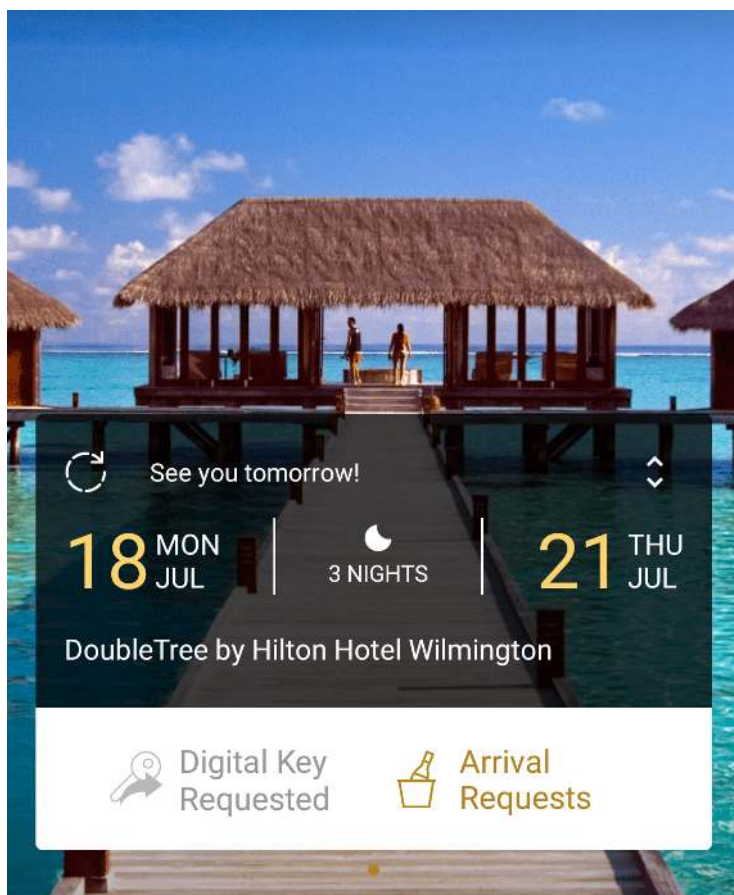 See you tomorrow!
18 MON JUL
3 NIGHTS
21 THU JUL
DoubleTree by Hilton Hotel Wilmington
Digital Key
Requested
Arrival
Requests